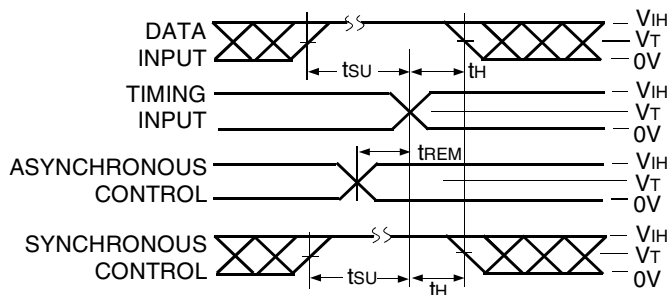 DATA
INPUT
tSU
tH
VIH
VT
0V
TIMING
INPUT
VIH
VT
0V
tREM
ASYNCHRONOUS
CONTROL
VIH
VT
0V
SYNCHRONOUS
CONTROL
tSU
tH
VIH
VT
0V